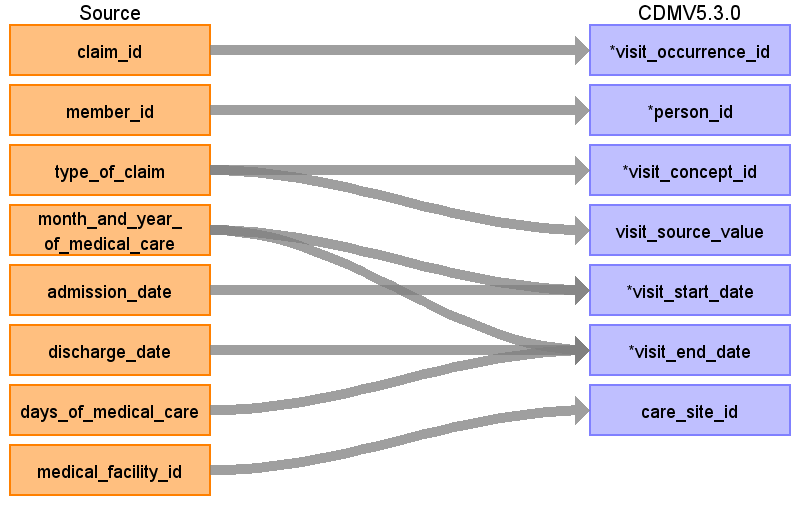 Source
CDMV5.3.0
claim_id
*visit_occurrence_id
member_id
*person_id
type_of_claim
*visit_concept_id
month_and_year_
of_medical_care
visit_source_value
admission_date
*visit_start_date
discharge_date
*visit_end_date
days_of_medical_care
care_site_id
medical_facility_id